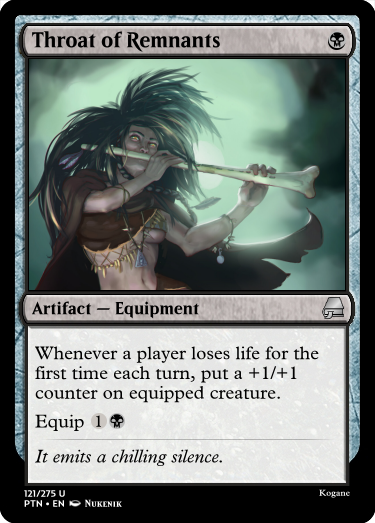 Throat of Remnants
Artifact — Equipment
Whenever a player loses life for the
first time each turn, put a +1/+1
counter on equipped creature.
Equip 1
It emits a chilling silence.
121/275 U
Kogane
PTN • EN Nukenik